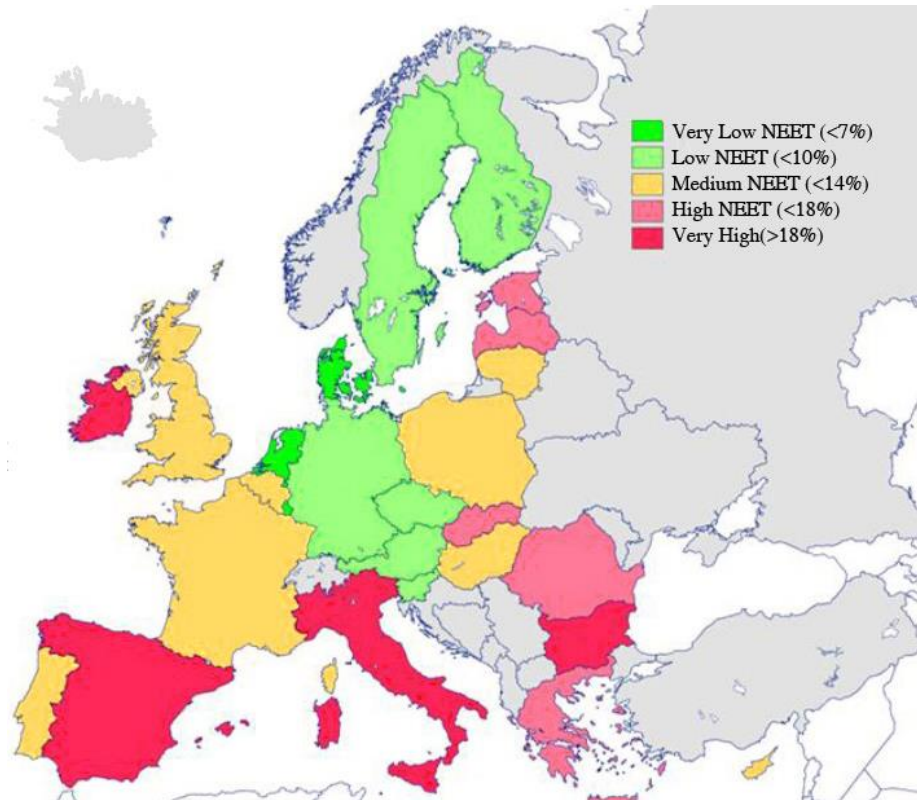 Very Low NEET (<7%)
Low NEET (<10%)
Medium NEET (<14%)
High NEET (<18%)
Very High(>18%)